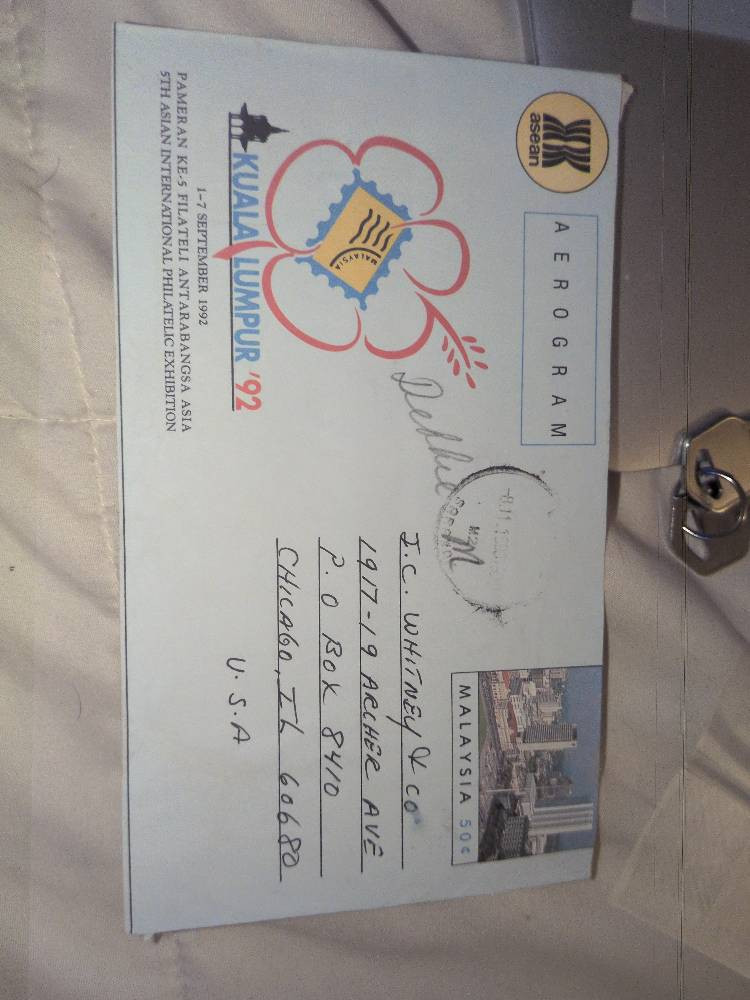 asean
AEROGRAM
MALAYSIA 50¢
MALAYSIA
KUALA LUMPUR '92
1-7 SEPTEMBER 1992
PAMERAN KE-5 FILATELI ANTARABANGSA ASIA
5TH ASIAN INTERNATIONAL PHILATELIC EXHIBITION
M
J.C. WHITNEY & CO
1917-19 ARCHER AVE
P.O BOX 8410
CHICAGO, IL 60680
U.S.A